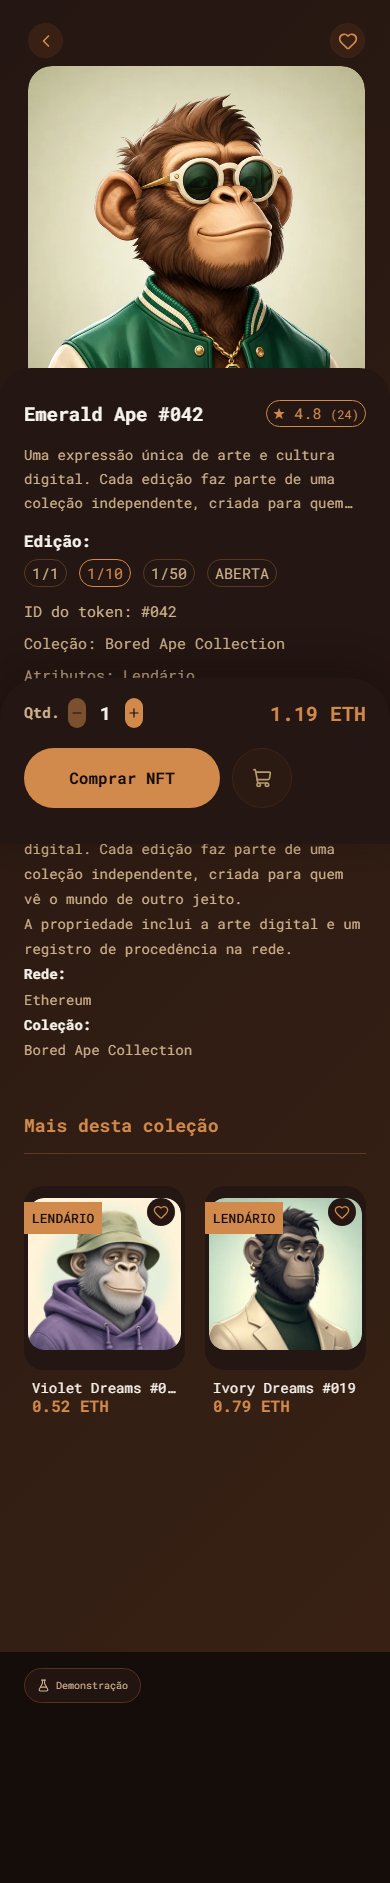 Emerald Ape #042
★ 4.8 (24)
Uma expressão única de arte e cultura
digital. Cada edição faz parte de uma
coleção independente, criada para quem…
Edição:
1/1 1/10 1/50 ABERTA
ID do token: #042
Coleção: Bored Ape Collection
Atributos: Lendário
Qtd. − 1 + 1.19 ETH
Comprar NFT
digital. Cada edição faz parte de uma
coleção independente, criada para quem
vê o mundo de outro jeito.
A propriedade inclui a arte digital e um
registro de procedência na rede.
Rede:
Ethereum
Coleção:
Bored Ape Collection
Mais desta coleção
LENDÁRIO
Violet Dreams #0…
0.52 ETH
LENDÁRIO
Ivory Dreams #019
0.79 ETH
Demonstração